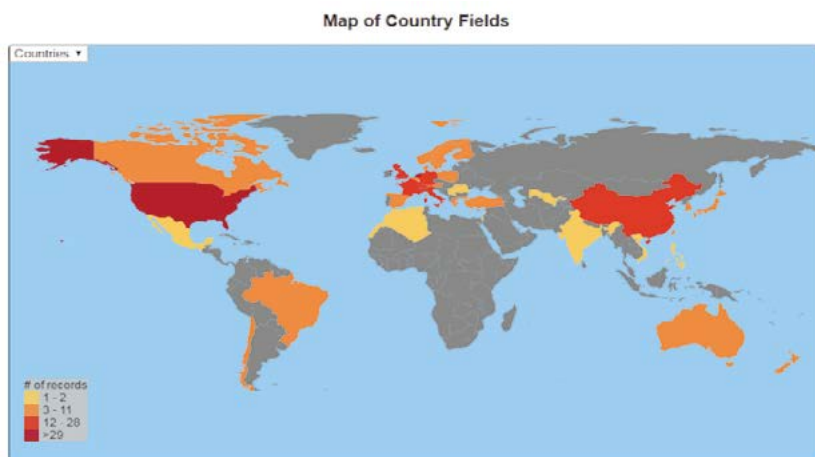 Map of Country Fields
Countries ▾
# of records
1 - 2
3 - 11
12 - 28
>29